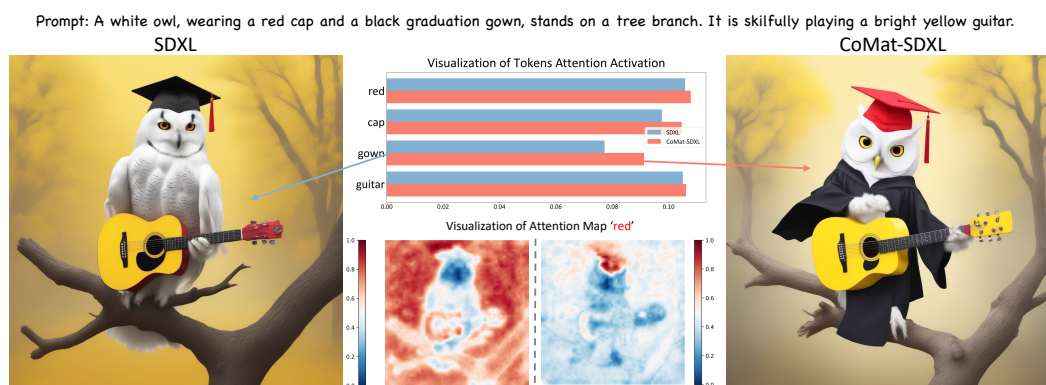 Prompt: A white owl, wearing a red cap and a black graduation gown, stands on a tree branch. It is skilfully playing a bright yellow guitar.
SDXL
CoMat-SDXL
Visualization of Tokens Attention Activation
red
cap
gown
guitar
SDXL
CoMat-SDXL
0.00 0.02 0.04 0.06 0.08 0.10
Visualization of Attention Map 'red'
1.0
0.8
0.6
0.4
0.2
0.0
1.0
0.8
0.6
0.4
0.2
0.0